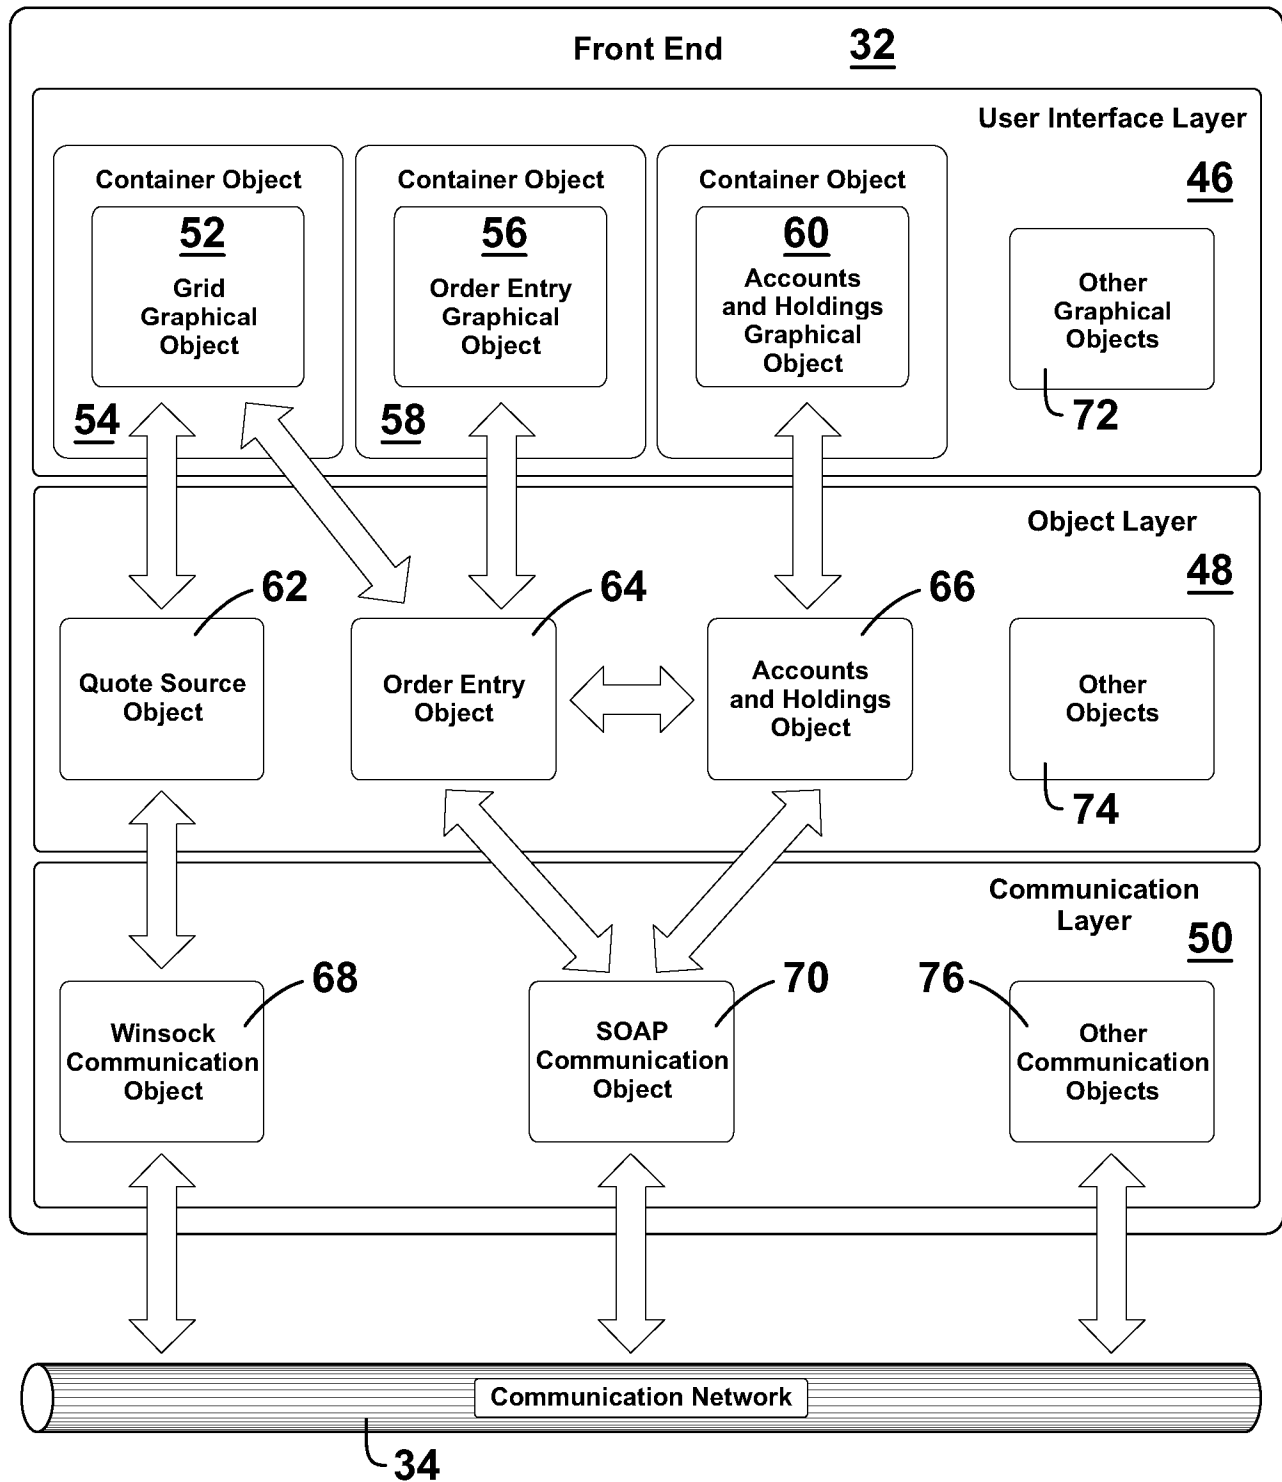 Front End 32
User Interface Layer
46
Container Object
52
Grid
Graphical
Object
54
Container Object
56
Order Entry
Graphical
Object
58
Container Object
60
Accounts
and Holdings
Graphical
Object
Other
Graphical
Objects
72
Object Layer
48
62
Quote Source
Object
64
Order Entry
Object
66
Accounts
and Holdings
Object
Other
Objects
74
Communication
Layer
50
68
Winsock
Communication
Object
70
SOAP
Communication
Object
76
Other
Communication
Objects
Communication Network
34